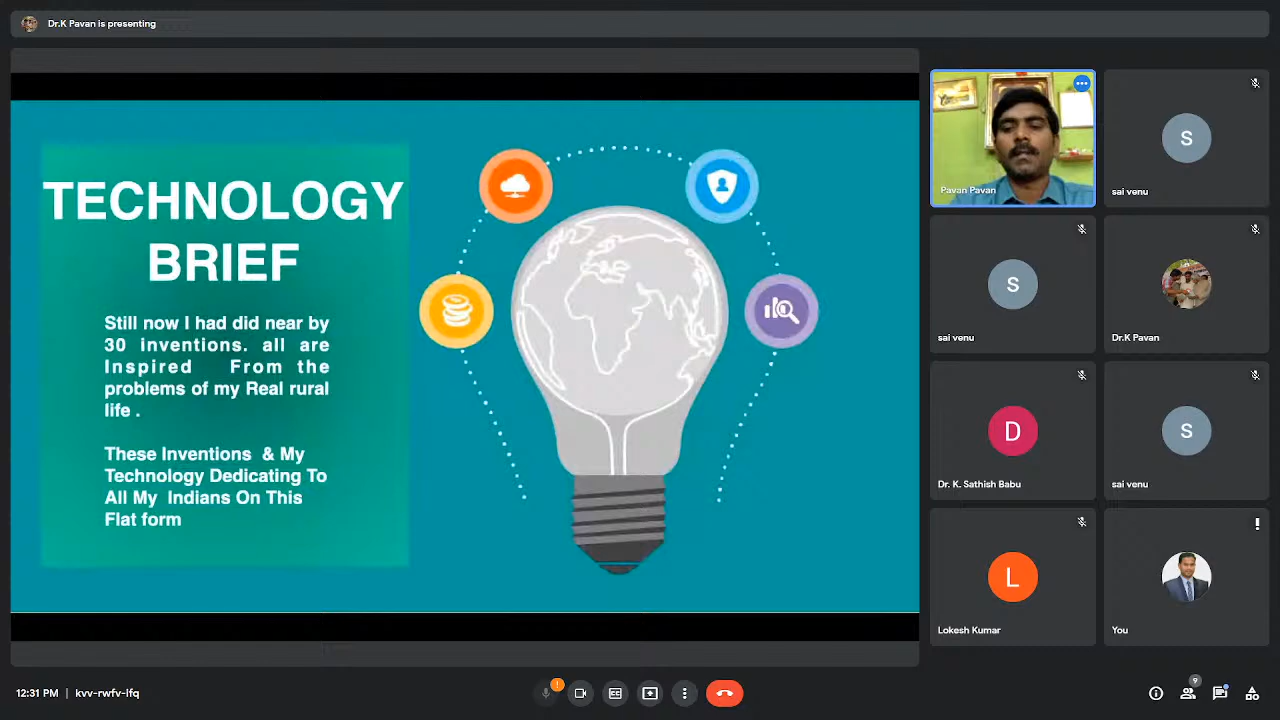 Dr.K Pavan is presenting
TECHNOLOGY
BRIEF
Still now I had did near by
30 inventions. all are
Inspired From the
problems of my Real rural
life .
These Inventions & My
Technology Dedicating To
All My Indians On This
Flat form
Pavan Pavan
S
sai venu
S
sai venu
Dr.K Pavan
D
Dr. K. Sathish Babu
S
sai venu
L
Lokesh Kumar
You
12:31 PM | kvv-rwfv-lfq
9